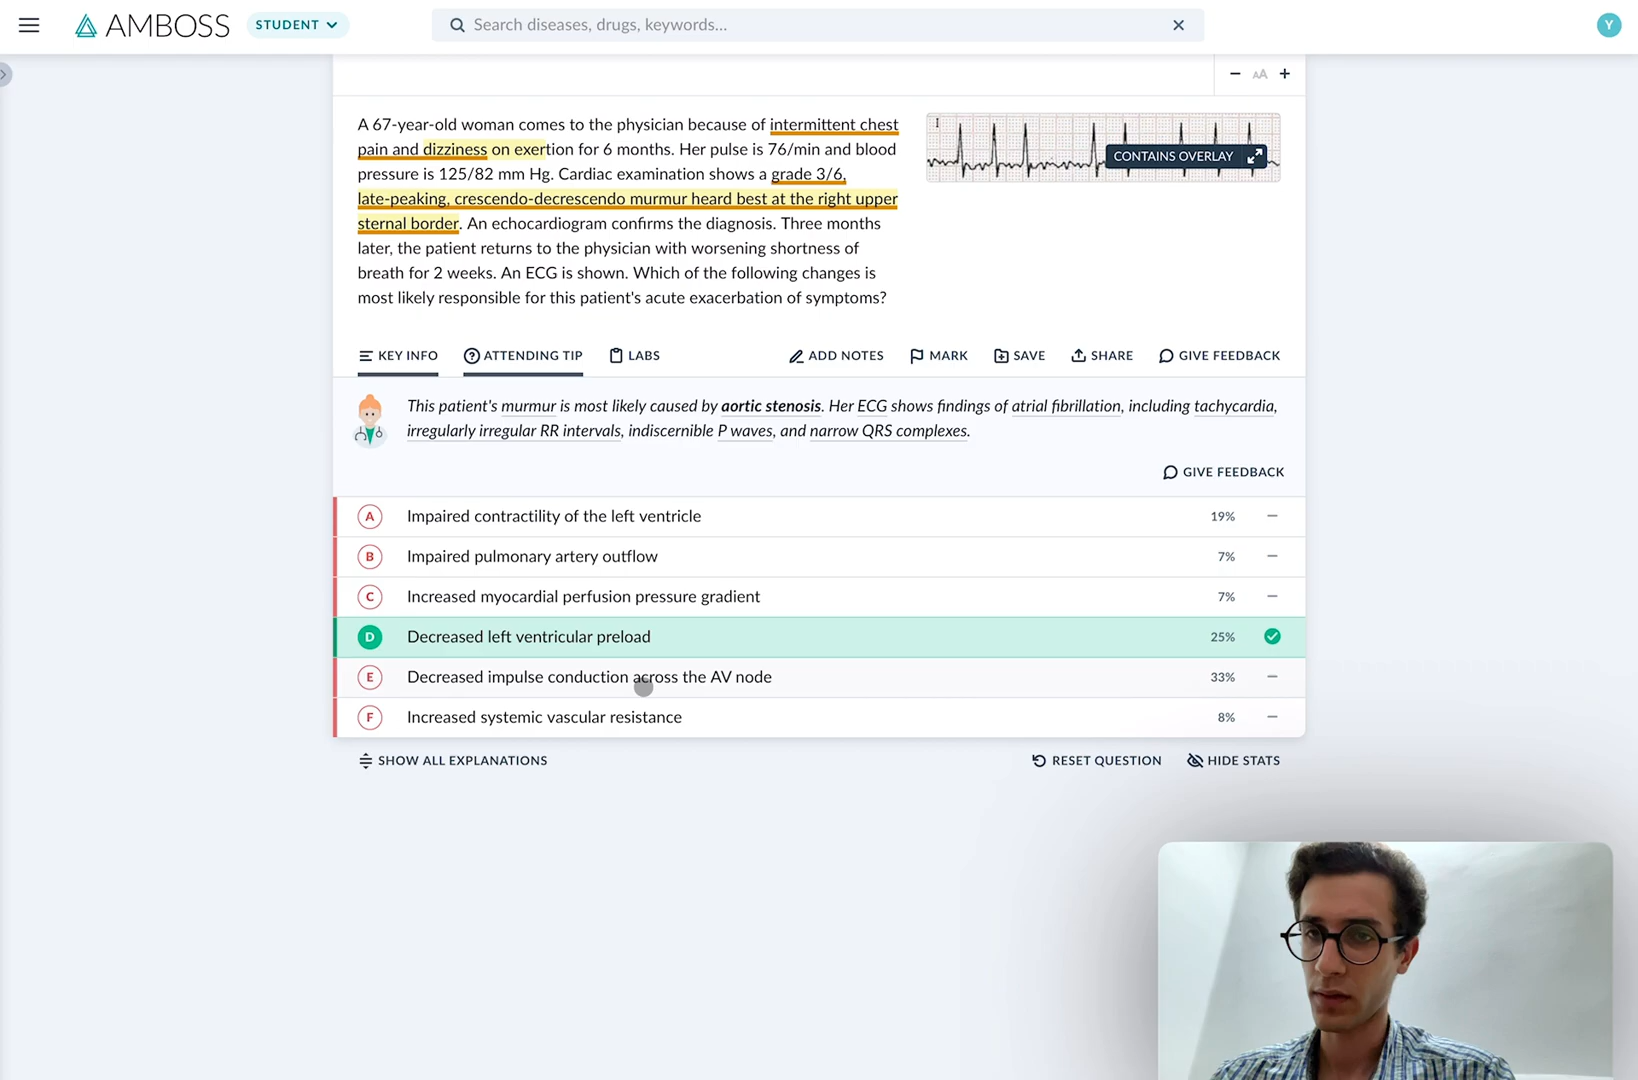 AMBOSS
STUDENT
Search diseases, drugs, keywords...
Y
AA
A 67-year-old woman comes to the physician because of intermittent chest
pain and dizziness on exertion for 6 months. Her pulse is 76/min and blood
pressure is 125/82 mm Hg. Cardiac examination shows a grade 3/6,
late-peaking, crescendo-decrescendo murmur heard best at the right upper
sternal border. An echocardiogram confirms the diagnosis. Three months
later, the patient returns to the physician with worsening shortness of
breath for 2 weeks. An ECG is shown. Which of the following changes is
most likely responsible for this patient's acute exacerbation of symptoms?
I
CONTAINS OVERLAY
KEY INFO
ATTENDING TIP
LABS
ADD NOTES
MARK
SAVE
SHARE
GIVE FEEDBACK
This patient's murmur is most likely caused by aortic stenosis. Her ECG shows findings of atrial fibrillation, including tachycardia,
irregularly irregular RR intervals, indiscernible P waves, and narrow QRS complexes.
GIVE FEEDBACK
A Impaired contractility of the left ventricle 19%
B Impaired pulmonary artery outflow 7%
C Increased myocardial perfusion pressure gradient 7%
D Decreased left ventricular preload 25%
E Decreased impulse conduction across the AV node 33%
F Increased systemic vascular resistance 8%
SHOW ALL EXPLANATIONS
RESET QUESTION
HIDE STATS